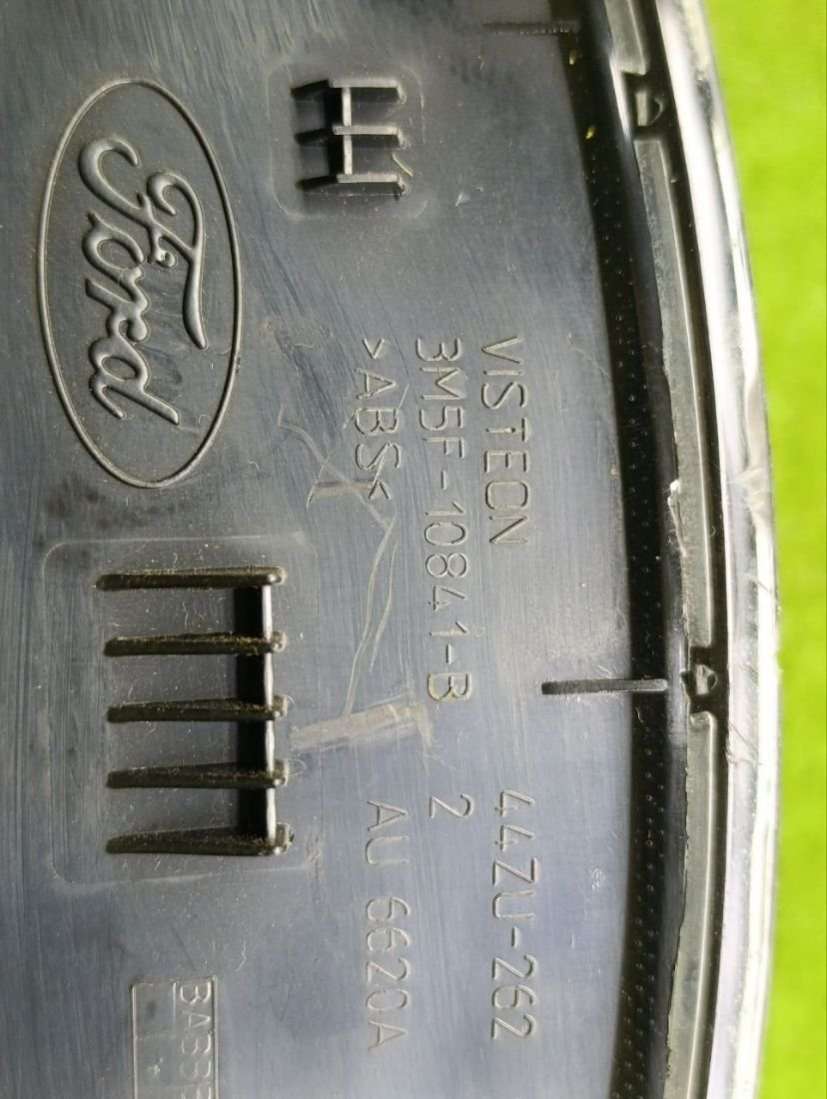 VISTEON 44ZU-262
3M5F-10841-B 2
>ABS< AU 6620A
Ford